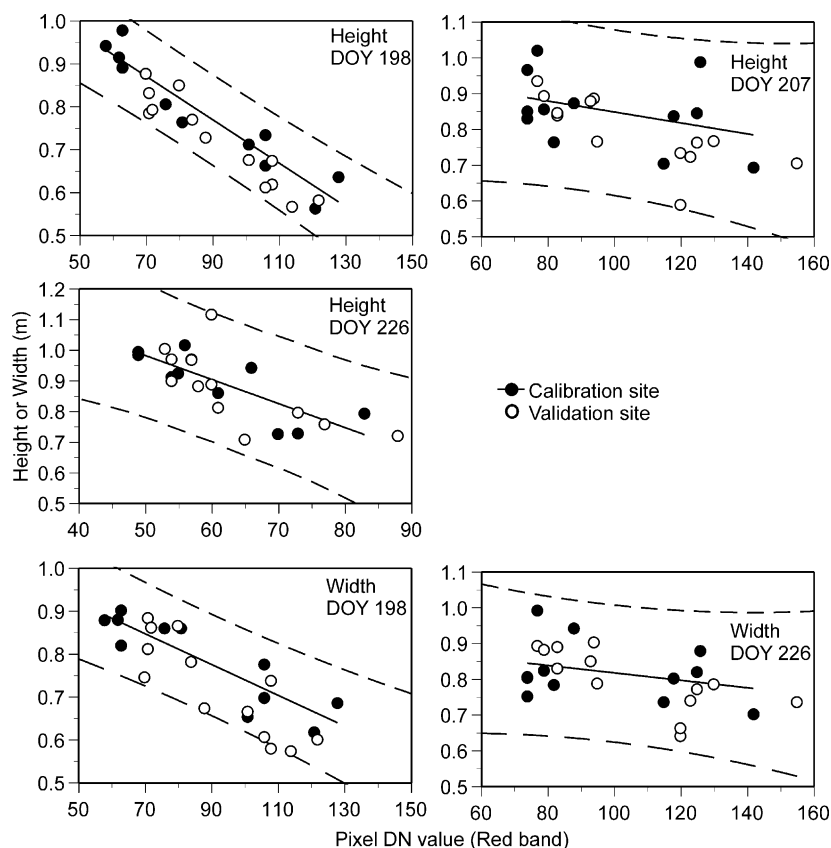 1.0
0.9
0.8
0.7
0.6
0.5
50 70 90 110 130 150
Height
DOY 198
1.1
1.0
0.9
0.8
0.7
0.6
0.5
60 80 100 120 140 160
Height
DOY 207
Height or Width (m)
1.2
1.1
1.0
0.9
0.8
0.7
0.6
0.5
40 50 60 70 80 90
Height
DOY 226
Calibration site
Validation site
1.0
0.9
0.8
0.7
0.6
0.5
50 70 90 110 130 150
Width
DOY 198
1.1
1.0
0.9
0.8
0.7
0.6
0.5
60 80 100 120 140 160
Width
DOY 226
Pixel DN value (Red band)